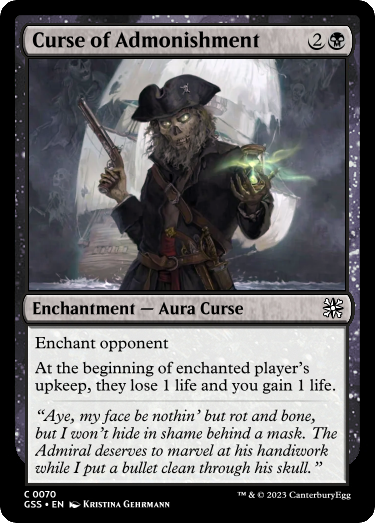 Curse of Admonishment 2
Enchantment — Aura Curse
Enchant opponent
At the beginning of enchanted player's
upkeep, they lose 1 life and you gain 1 life.
“Aye, my face be nothin’ but rot and bone,
but I won’t hide in shame behind a mask. The
Admiral deserves to marvel at his handiwork
while I put a bullet clean through his skull.”
C 0070
GSS • EN Kristina Gehrmann
™ & © 2023 CanterburyEgg